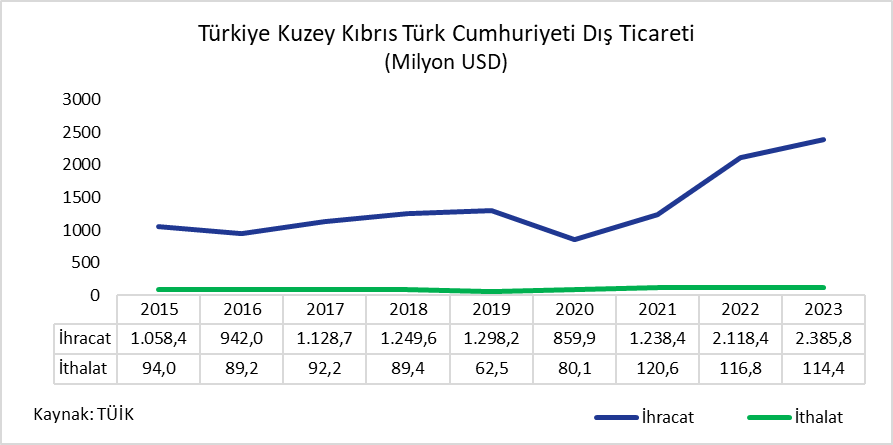 Türkiye Kuzey Kıbrıs Türk Cumhuriyeti Dış Ticareti
(Milyon USD)
3000
2500
2000
1500
1000
500
0
2015 2016 2017 2018 2019 2020 2021 2022 2023
İhracat 1.058,4 942,0 1.128,7 1.249,6 1.298,2 859,9 1.238,4 2.118,4 2.385,8
İthalat 94,0 89,2 92,2 89,4 62,5 80,1 120,6 116,8 114,4
Kaynak: TÜİK
İhracat İthalat